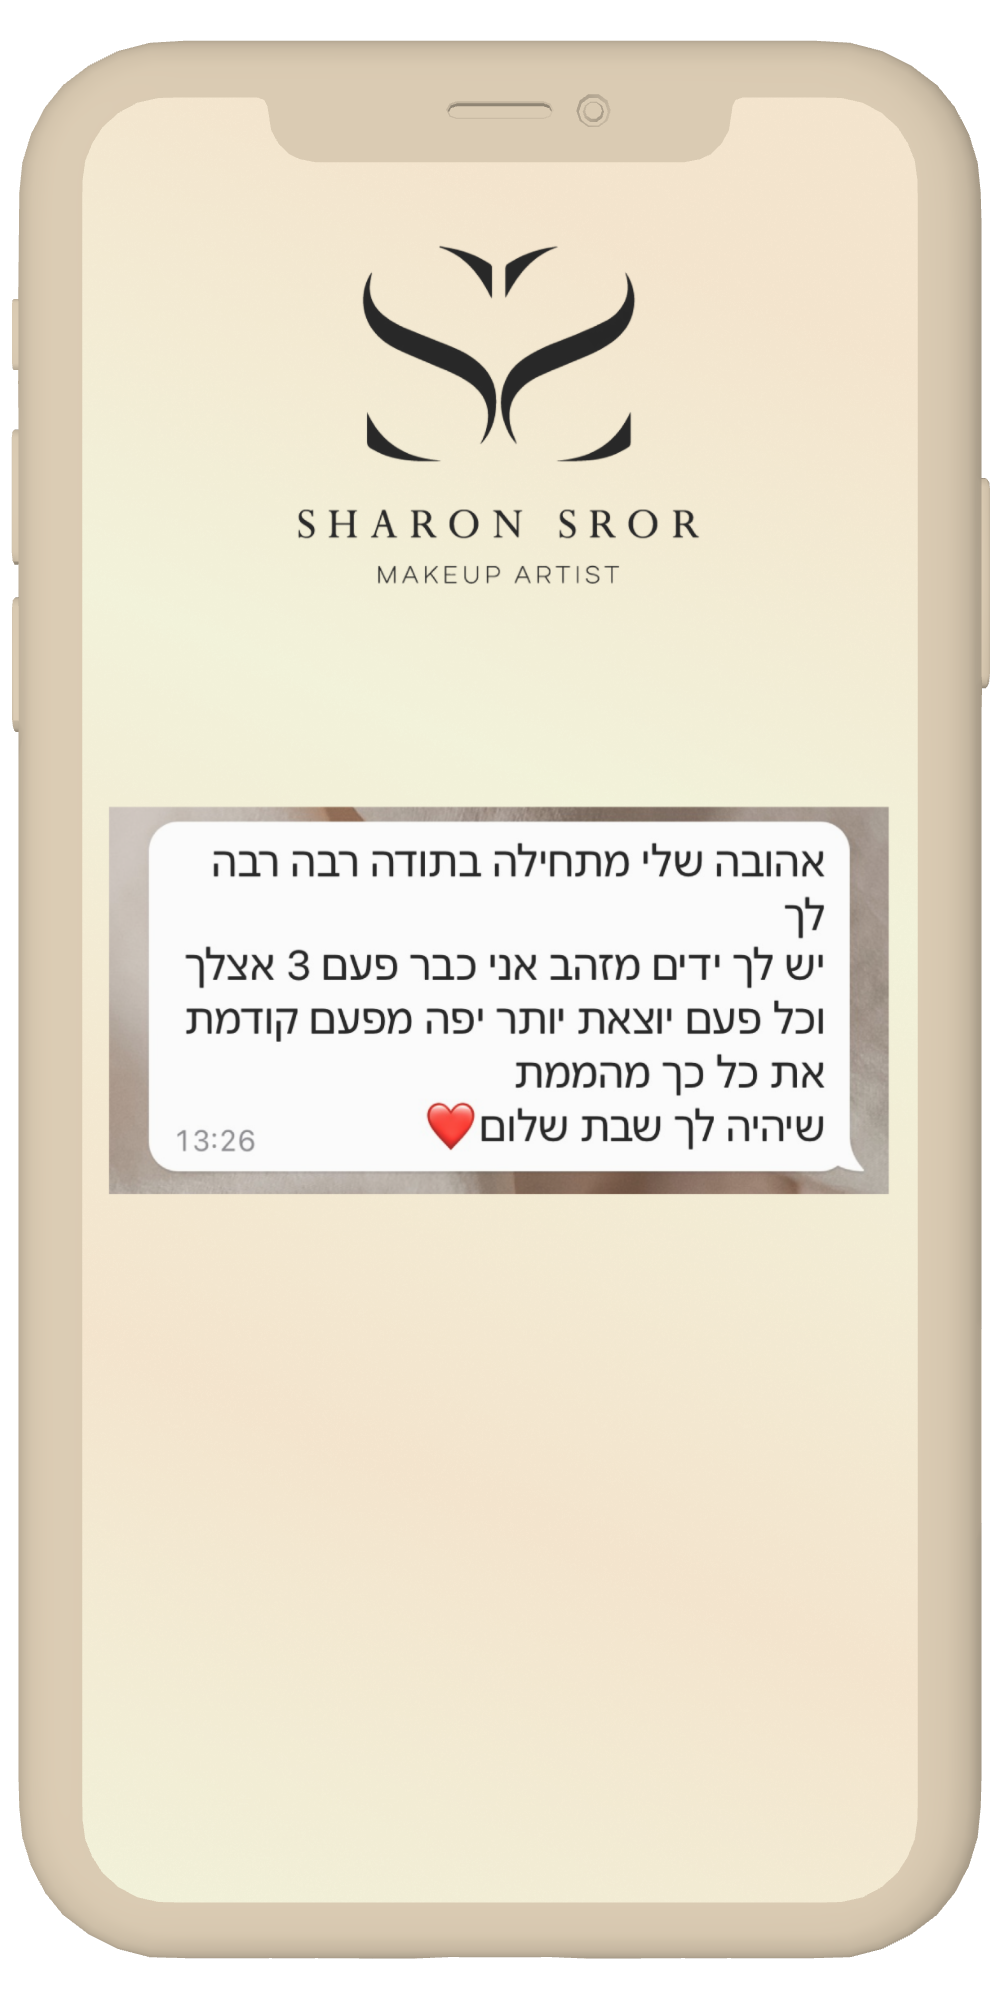 SHARON SROR
MAKEUP ARTIST
אהובה שלי מתחילה בתודה רבה רבה
לך
יש לך ידים מזהב אני כבר פעם 3 אצלך
וכל פעם יוצאת יותר יפה מפעם קודמת
את כל כך מהממת
שיהיה לך שבת שלום❤️
13:26